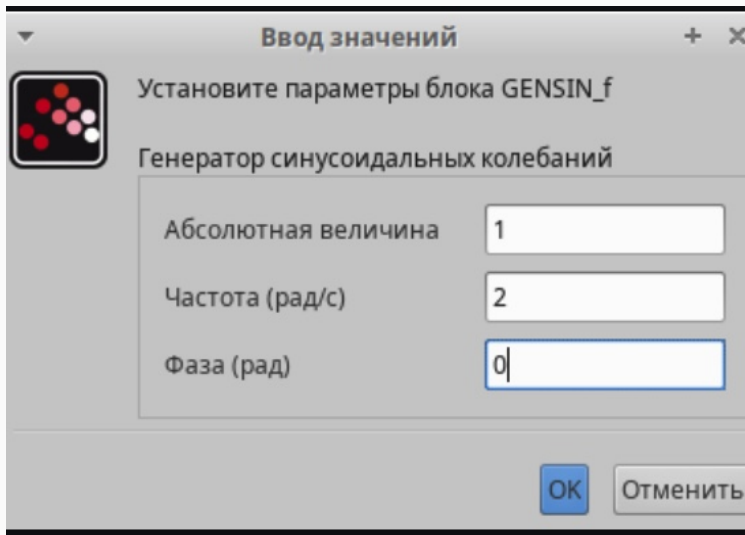 Ввод значений
Установите параметры блока GENSIN_f
Генератор синусоидальных колебаний
Абсолютная величина 1
Частота (рад/с) 2
Фаза (рад) 0
OK Отменить